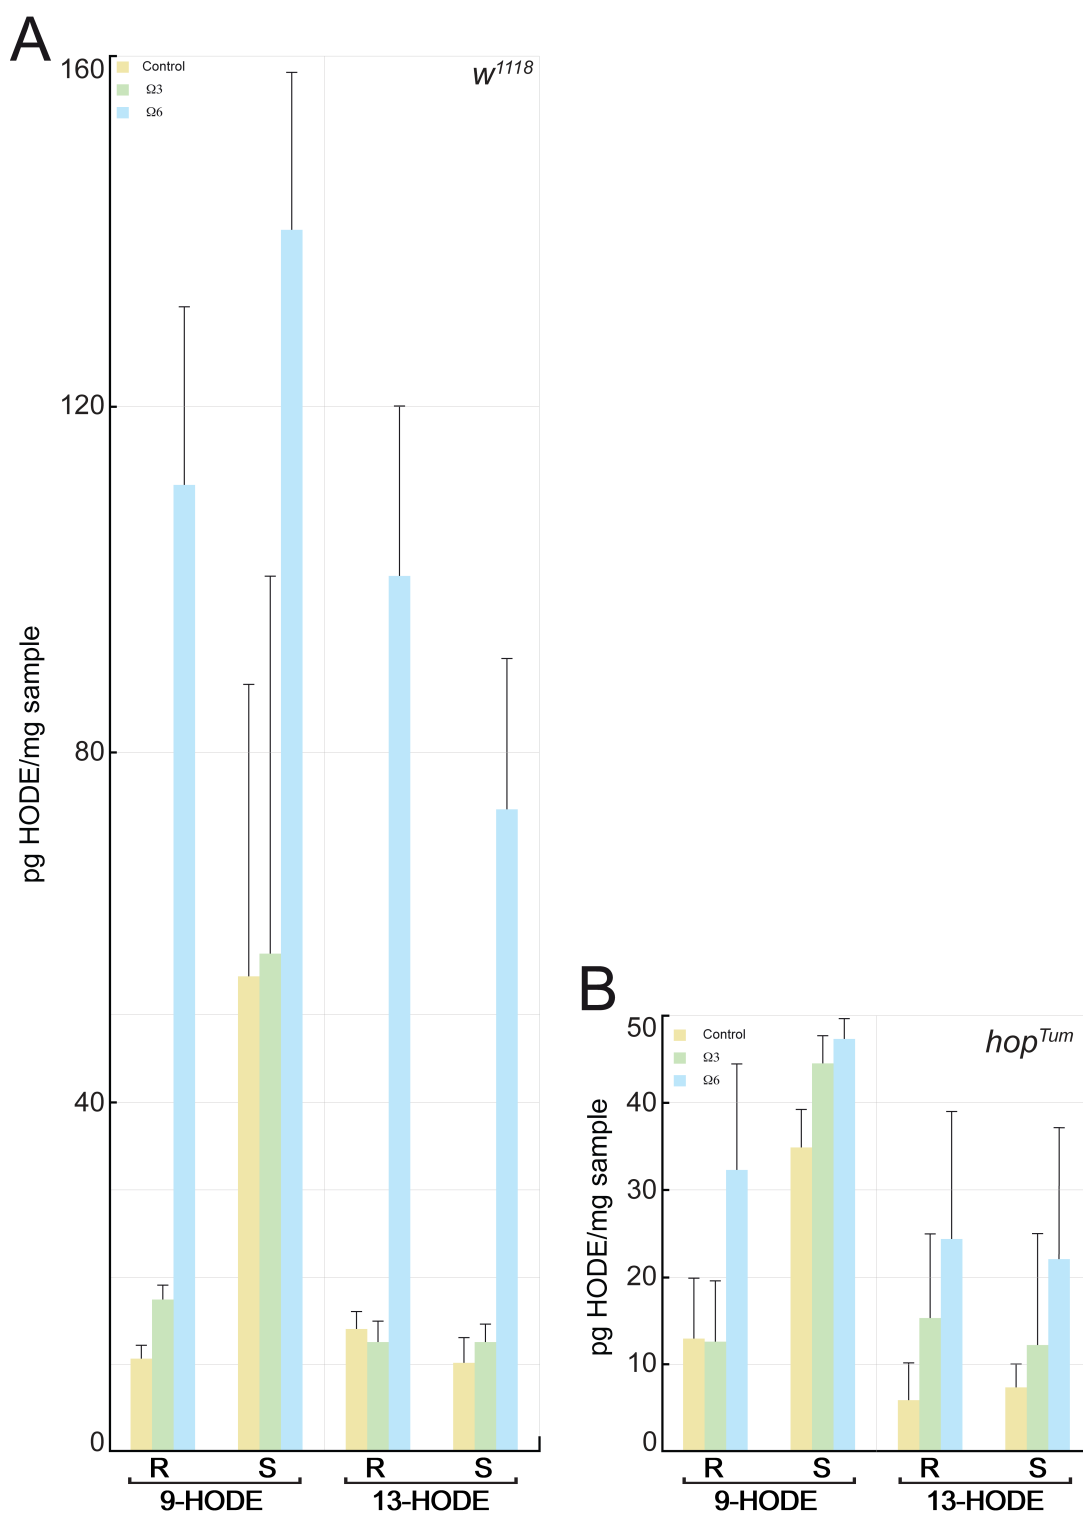 A
160
Control
Ω3
Ω6
w1118
120
80
40
0
pg HODE/mg sample
R S R S
9-HODE 13-HODE
B
50
Control
Ω3
Ω6
hopTum
40
30
20
10
0
pg HODE/mg sample
R S R S
9-HODE 13-HODE